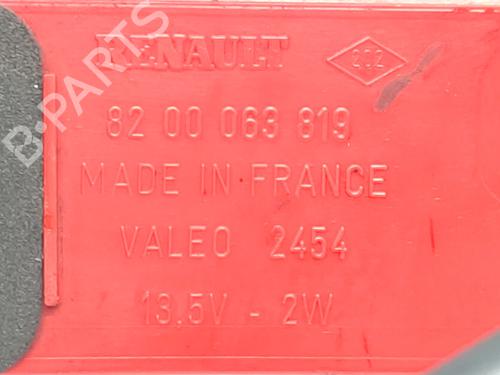 RENAULT 202
82 00 063 819
MADE IN FRANCE
VALEO 2454
13.5V - 2W
B-PARTS